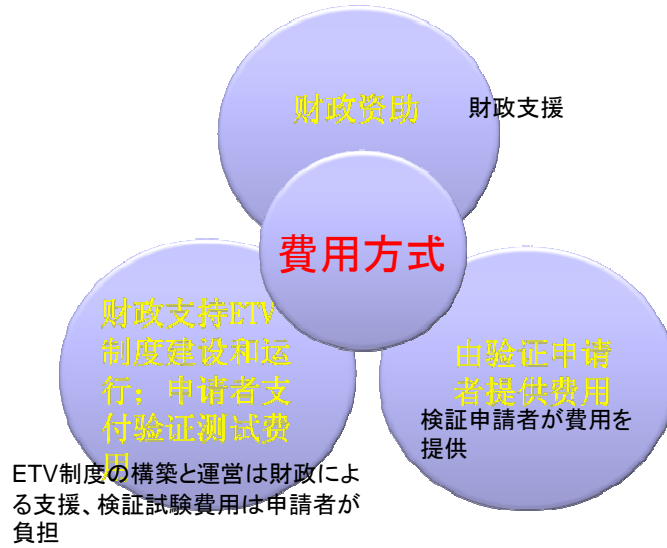 财政资助
財政支援
費用方式
财政支持ETV
制度建设和运
行；申请者支
付验证测试费
用
ETV制度の構築と運営は財政によ
る支援、検証試験費用は申請者が
負担
由验证申请
者提供费用
検証申請者が費用を
提供